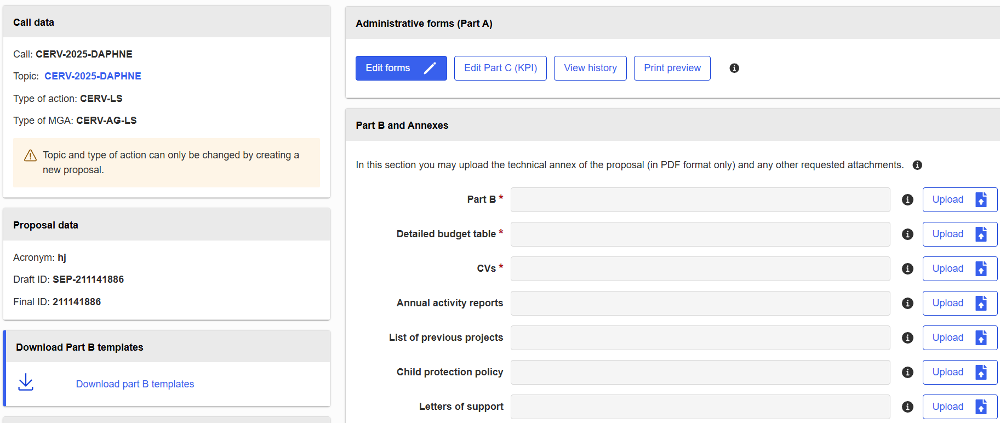 Call data
Call: CERV-2025-DAPHNE
Topic: CERV-2025-DAPHNE
Type of action: CERV-LS
Type of MGA: CERV-AG-LS
Topic and type of action can only be changed by creating a
new proposal.
Proposal data
Acronym: hj
Draft ID: SEP-211141886
Final ID: 211141886
Download Part B templates
Download part B templates
Administrative forms (Part A)
Edit forms
Edit Part C (KPI)
View history
Print preview
Part B and Annexes
In this section you may upload the technical annex of the proposal (in PDF format only) and any other requested attachments.
Part B * Upload
Detailed budget table * Upload
CVs * Upload
Annual activity reports Upload
List of previous projects Upload
Child protection policy Upload
Letters of support Upload